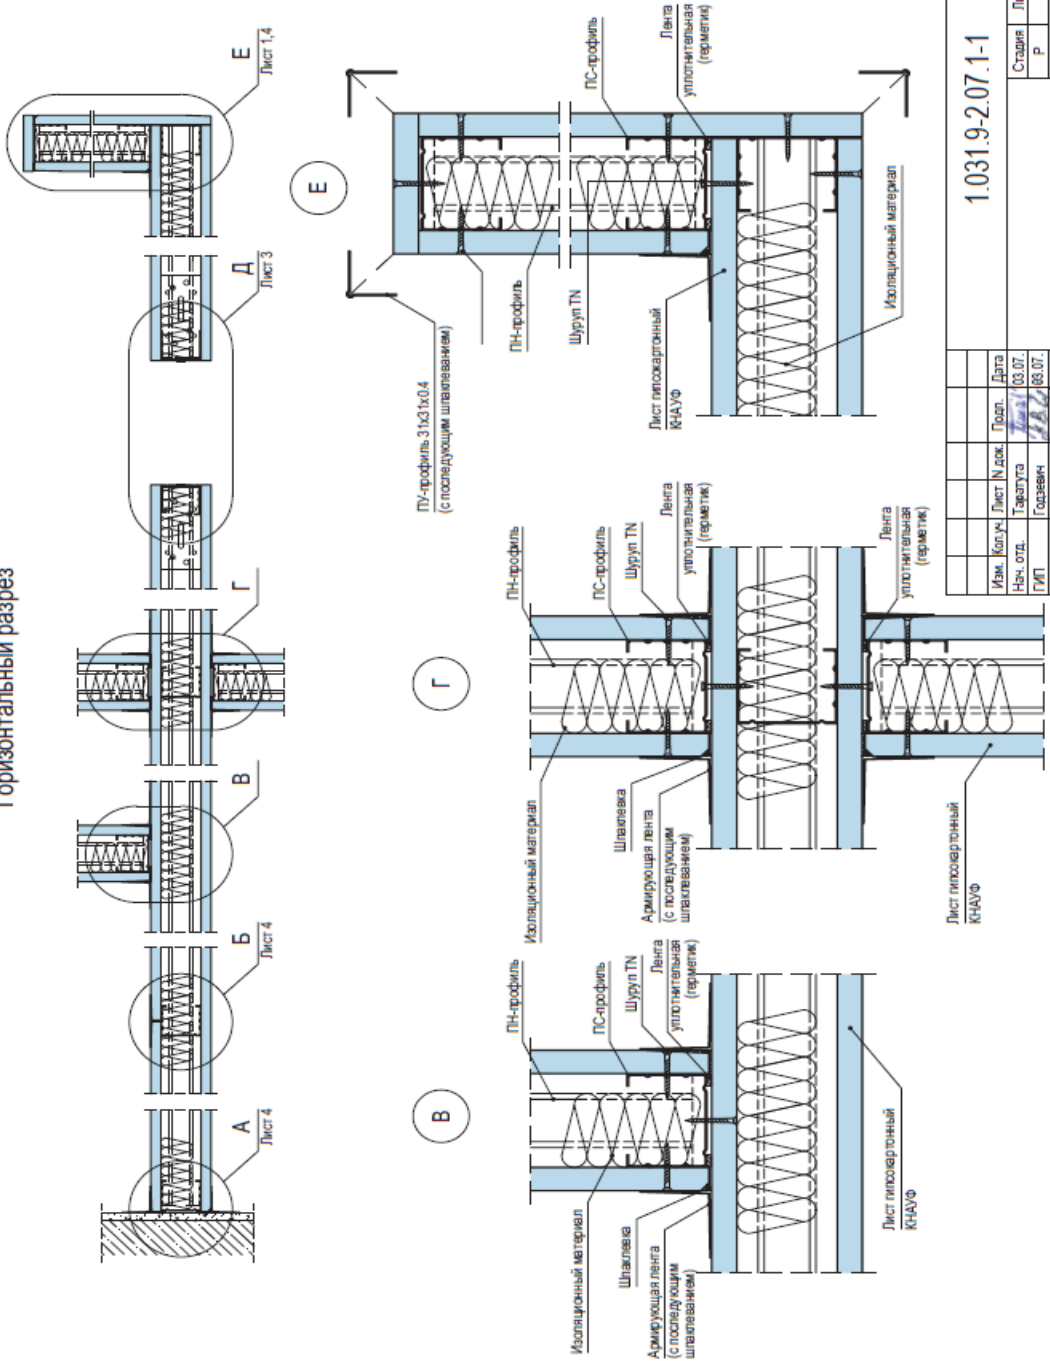 Горизонтальный разрез
А
Лист 4
Б
Лист 4
В
Г
Д
Лист 3
Е
Лист 1,4
В
Изоляционный материал
Шпаклевка
Армирующая лента
(с последующим
шпаклеванием)
ПН-профиль
ПС-профиль
Шуруп TN
Лента
уплотнительная
(герметик)
Лист гипсокартонный
КНАУФ
Г
Изоляционный материал
Шпаклевка
Армирующая лента
(с последующим
шпаклеванием)
ПН-профиль
ПС-профиль
Шуруп TN
Лента
уплотнительная
(герметик)
Лента
уплотнительная
(герметик)
Лист гипсокартонный
КНАУФ
Е
ПУ-профиль 31х31х0.4
(с последующим шпаклеванием)
ПН-профиль
Шуруп TN
Лист гипсокартонный
КНАУФ
ПС-профиль
Лента
уплотнительная
(герметик)
Изоляционный материал
1.031.9-2.07.1-1
Изм. Кол.уч. Лист N док. Подп. Дата
Нач. отд. Тарагута 03.07.
ГИП Годзевич 03.07.
Стадия
Р